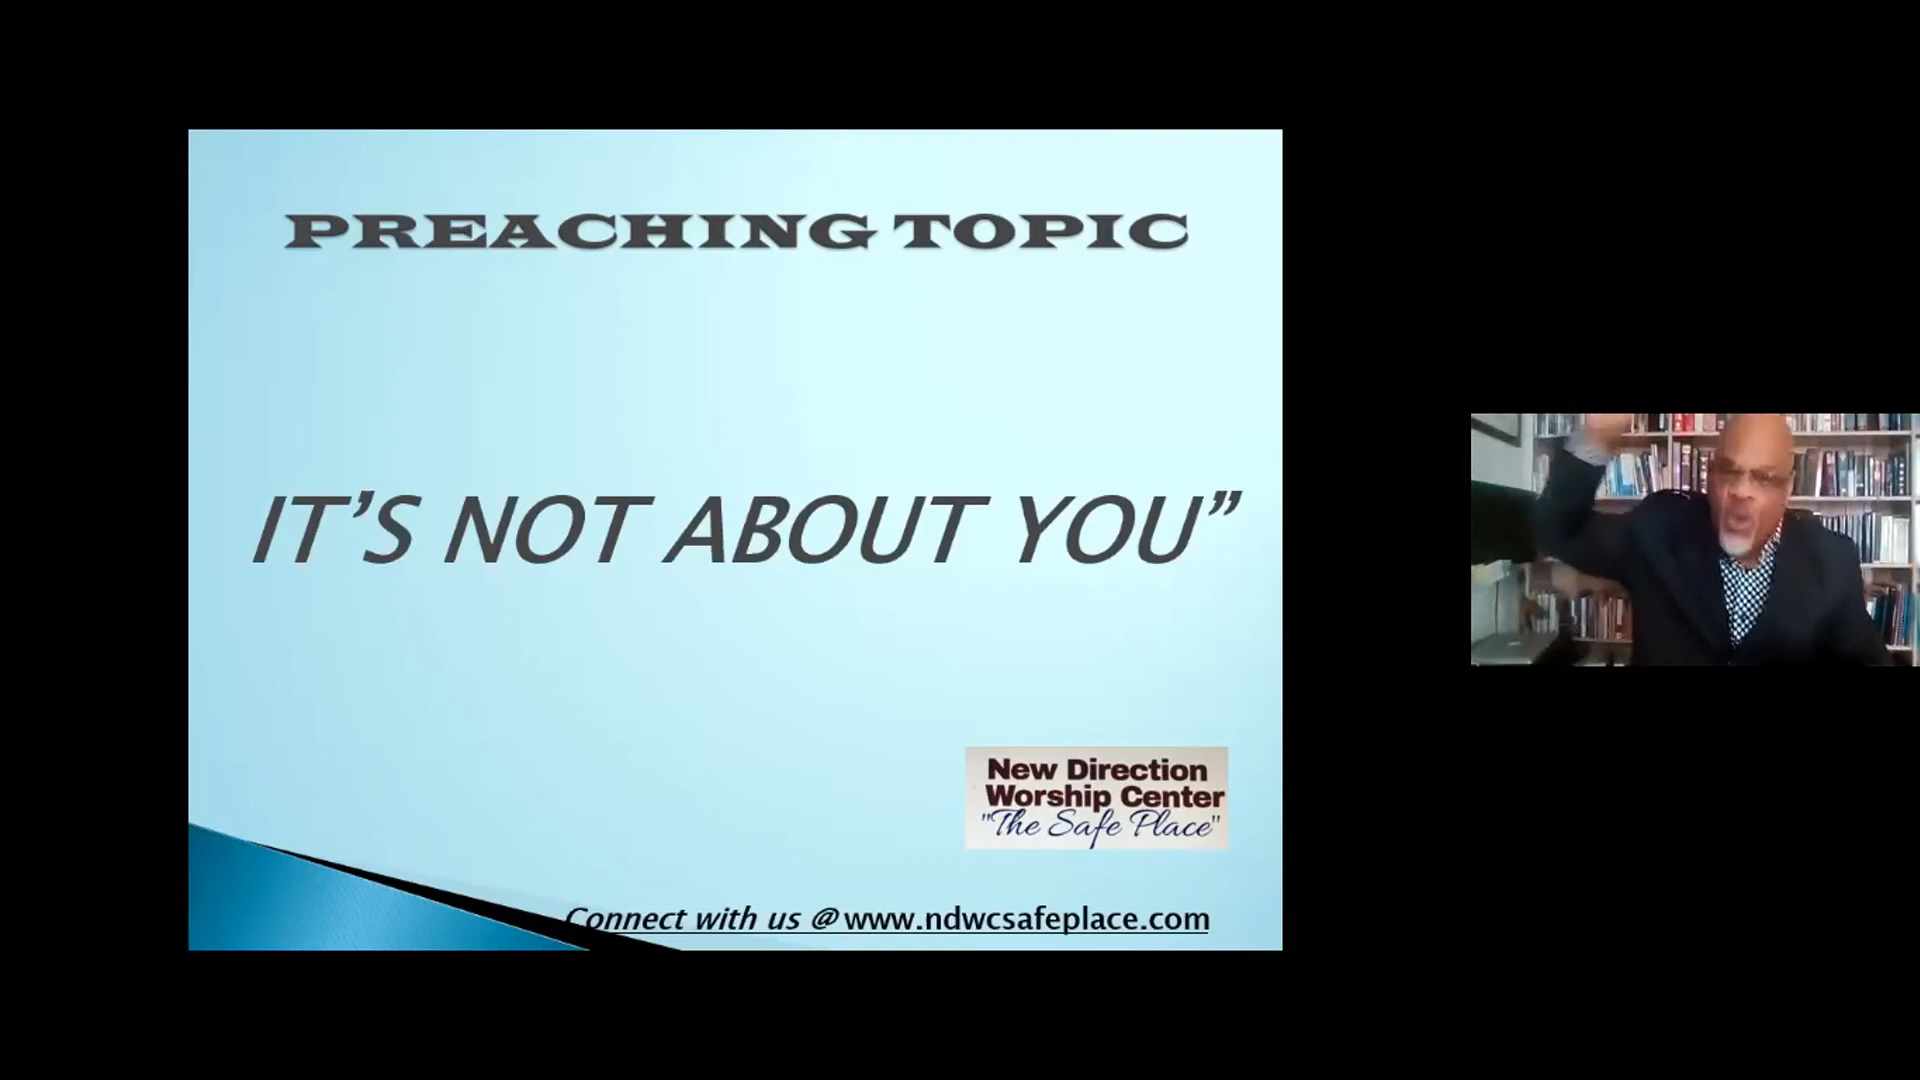 PREACHING TOPIC
IT’S NOT ABOUT YOU”
New Direction
Worship Center
"The Safe Place"
Connect with us @ www.ndwcsafeplace.com